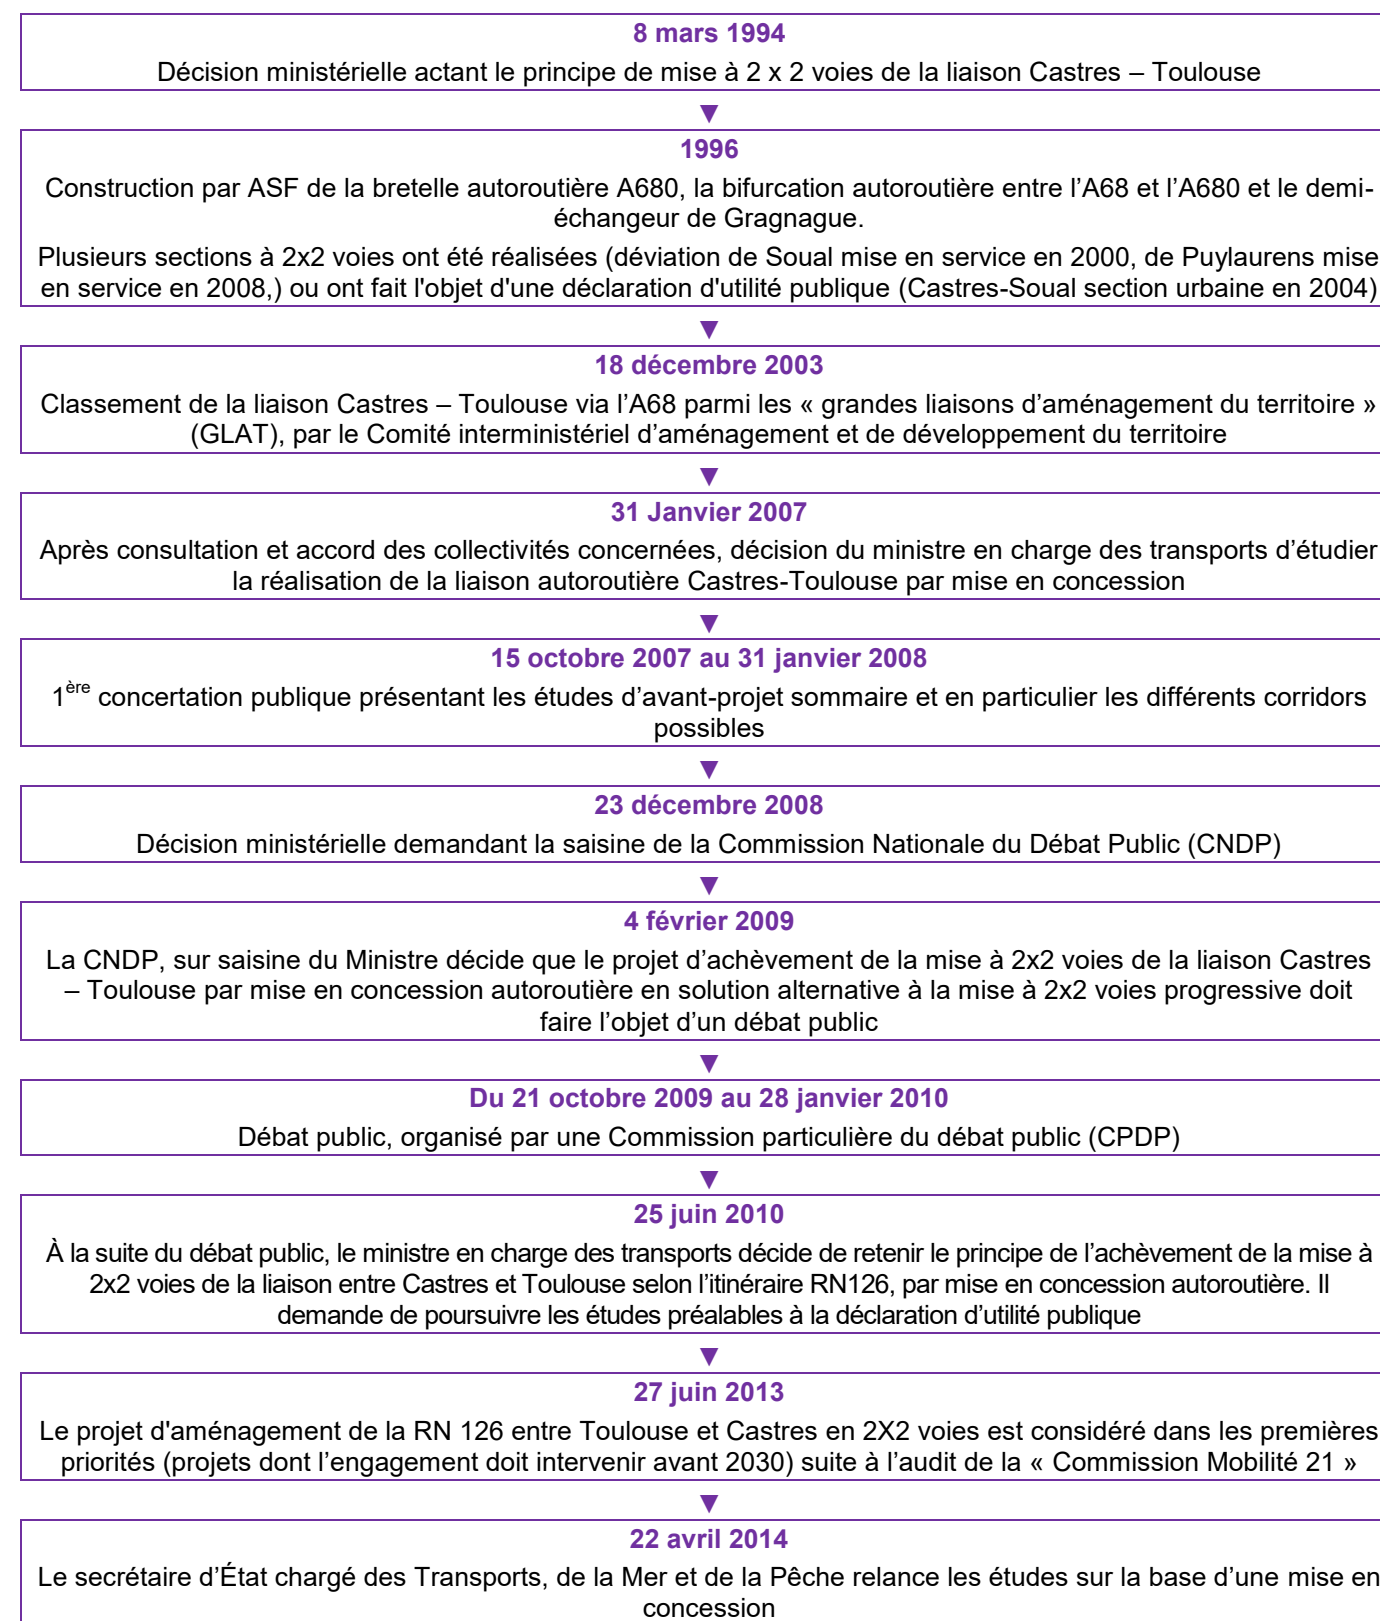 8 mars 1994
Décision ministérielle actant le principe de mise à 2 x 2 voies de la liaison Castres – Toulouse
▼
1996
Construction par ASF de la bretelle autoroutière A680, la bifurcation autoroutière entre l’A68 et l’A680 et le demi-
échangeur de Gragnague.
Plusieurs sections à 2x2 voies ont été réalisées (déviation de Soual mise en service en 2000, de Puylaurens mise
en service en 2008,) ou ont fait l'objet d'une déclaration d'utilité publique (Castres-Soual section urbaine en 2004)
▼
18 décembre 2003
Classement de la liaison Castres – Toulouse via l’A68 parmi les « grandes liaisons d’aménagement du territoire »
(GLAT), par le Comité interministériel d’aménagement et de développement du territoire
▼
31 Janvier 2007
Après consultation et accord des collectivités concernées, décision du ministre en charge des transports d’étudier
la réalisation de la liaison autoroutière Castres-Toulouse par mise en concession
▼
15 octobre 2007 au 31 janvier 2008
1ère concertation publique présentant les études d’avant-projet sommaire et en particulier les différents corridors
possibles
▼
23 décembre 2008
Décision ministérielle demandant la saisine de la Commission Nationale du Débat Public (CNDP)
▼
4 février 2009
La CNDP, sur saisine du Ministre décide que le projet d’achèvement de la mise à 2x2 voies de la liaison Castres
– Toulouse par mise en concession autoroutière en solution alternative à la mise à 2x2 voies progressive doit
faire l’objet d’un débat public
▼
Du 21 octobre 2009 au 28 janvier 2010
Débat public, organisé par une Commission particulière du débat public (CPDP)
▼
25 juin 2010
À la suite du débat public, le ministre en charge des transports décide de retenir le principe de l’achèvement de la mise à
2x2 voies de la liaison entre Castres et Toulouse selon l’itinéraire RN126, par mise en concession autoroutière. Il
demande de poursuivre les études préalables à la déclaration d’utilité publique
▼
27 juin 2013
Le projet d'aménagement de la RN 126 entre Toulouse et Castres en 2X2 voies est considéré dans les premières
priorités (projets dont l’engagement doit intervenir avant 2030) suite à l’audit de la « Commission Mobilité 21 »
▼
22 avril 2014
Le secrétaire d’État chargé des Transports, de la Mer et de la Pêche relance les études sur la base d’une mise en
concession